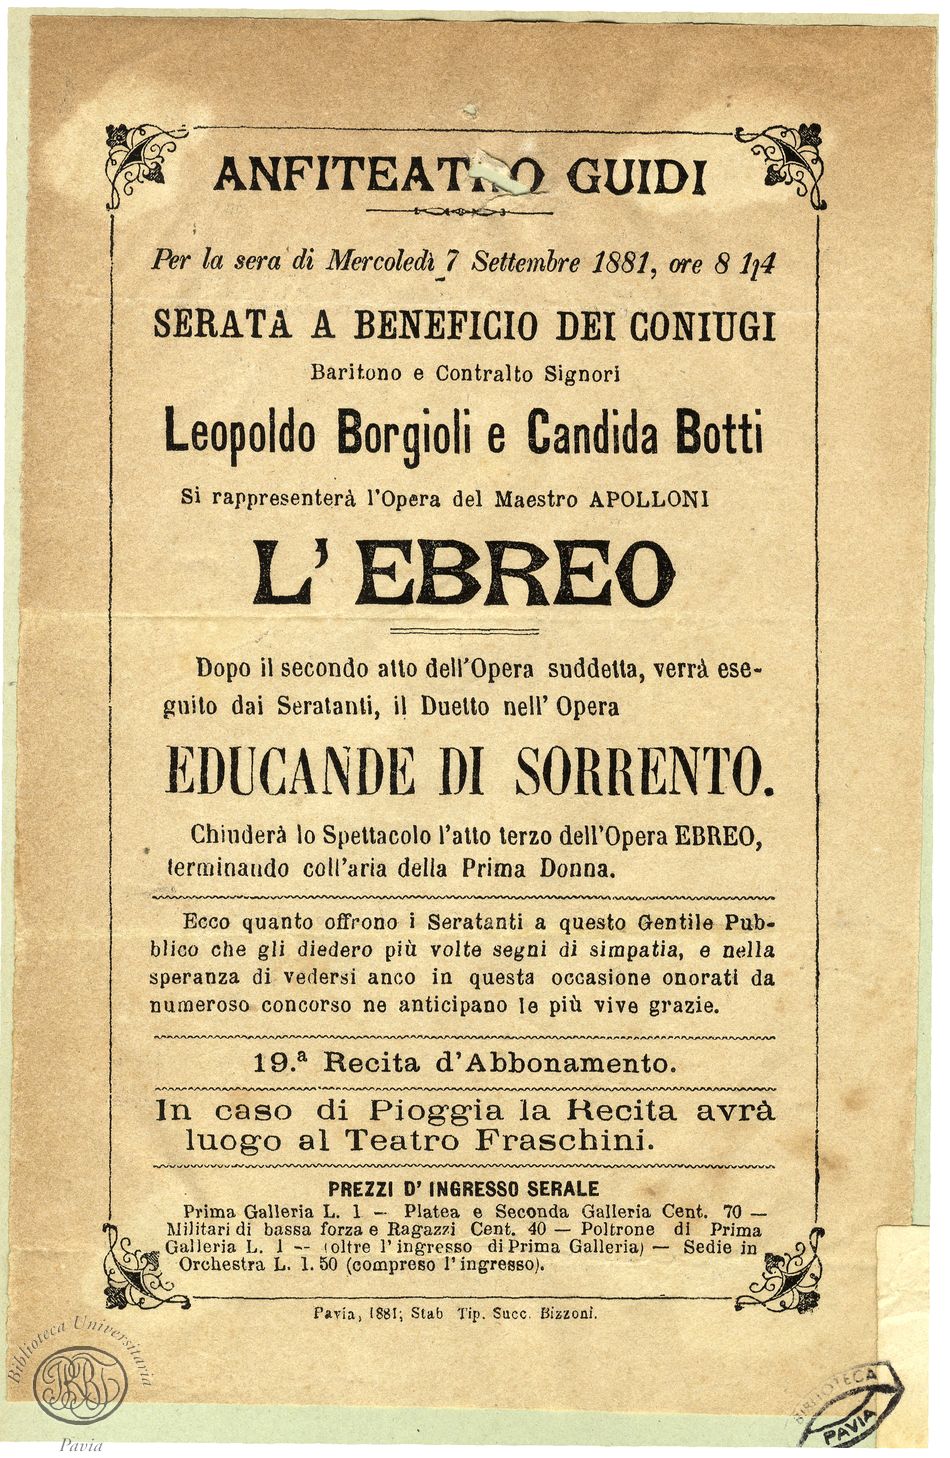 ANFITEATRO GUIDI
Per la sera di Mercoledì 7 Settembre 1881, ore 8 1|4
SERATA A BENEFICIO DEI CONIUGI
Baritono e Contralto Signori
Leopoldo Borgioli e Candida Botti
Si rappresenterà l'Opera del Maestro APOLLONI
L'EBREO
Dopo il secondo atto dell'Opera suddetta, verrà ese-
guito dai Seratanti, il Duetto nell' Opera
EDUCANDE DI SORRENTO.
Chiuderà lo Spettacolo l'atto terzo dell'Opera EBREO,
terminando coll'aria della Prima Donna.
Ecco quanto offrono i Seratanti a questo Gentile Pub-
blico che gli diedero più volte segni di simpatia, e nella
speranza di vedersi anco in questa occasione onorati da
numeroso concorso ne anticipano le più vive grazie.
19.ª Recita d'Abbonamento.
In caso di Pioggia la Recita avrà
luogo al Teatro Fraschini.
PREZZI D' INGRESSO SERALE
Prima Galleria L. 1 — Platea e Seconda Galleria Cent. 70 —
Militari di bassa forza e Ragazzi Cent. 40 — Poltrone di Prima
Galleria L. 1 — (oltre l' ingresso di Prima Galleria) — Sedie in
Orchestra L. 1. 50 (compreso l' ingresso).
Pavia, 1881; Stab Tip. Succ. Bizzoni.
Biblioteca Universitaria
Pavia
BIBLIOTECA
PAVIA